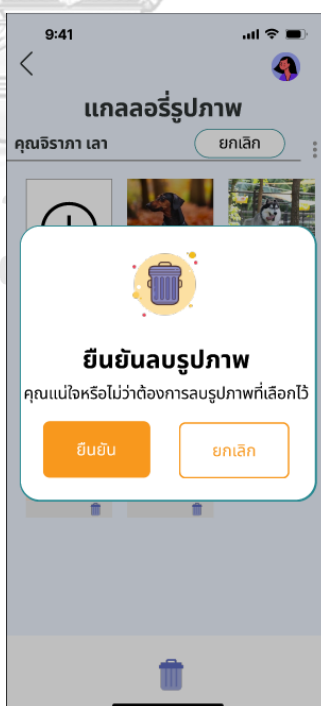 9:41
แกลลอรี่รูปภาพ
คุณจิราภา เลา
ยกเลิก
ยืนยันลบรูปภาพ
คุณแน่ใจหรือไม่ว่าต้องการลบรูปภาพที่เลือกไว้
ยืนยัน
ยกเลิก